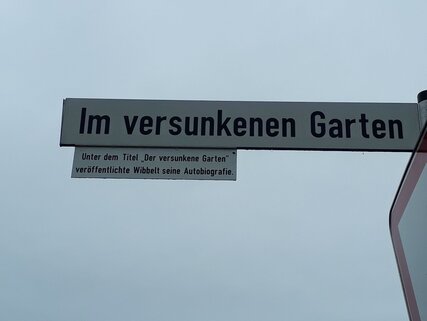 Im versunkenen Garten
Unter dem Titel „Der versunkene Garten"
veröffentlichte Wibbelt seine Autobiografie.